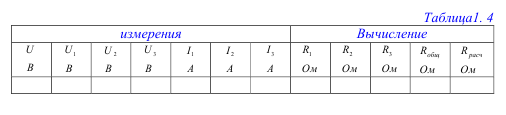 Таблица1. 4
измерения Вычисление
U U1 U2 U3 I1 I2 I3 R1 R2 R3 Rобщ Rрасч
В В В В А А А Ом Ом Ом Ом Ом